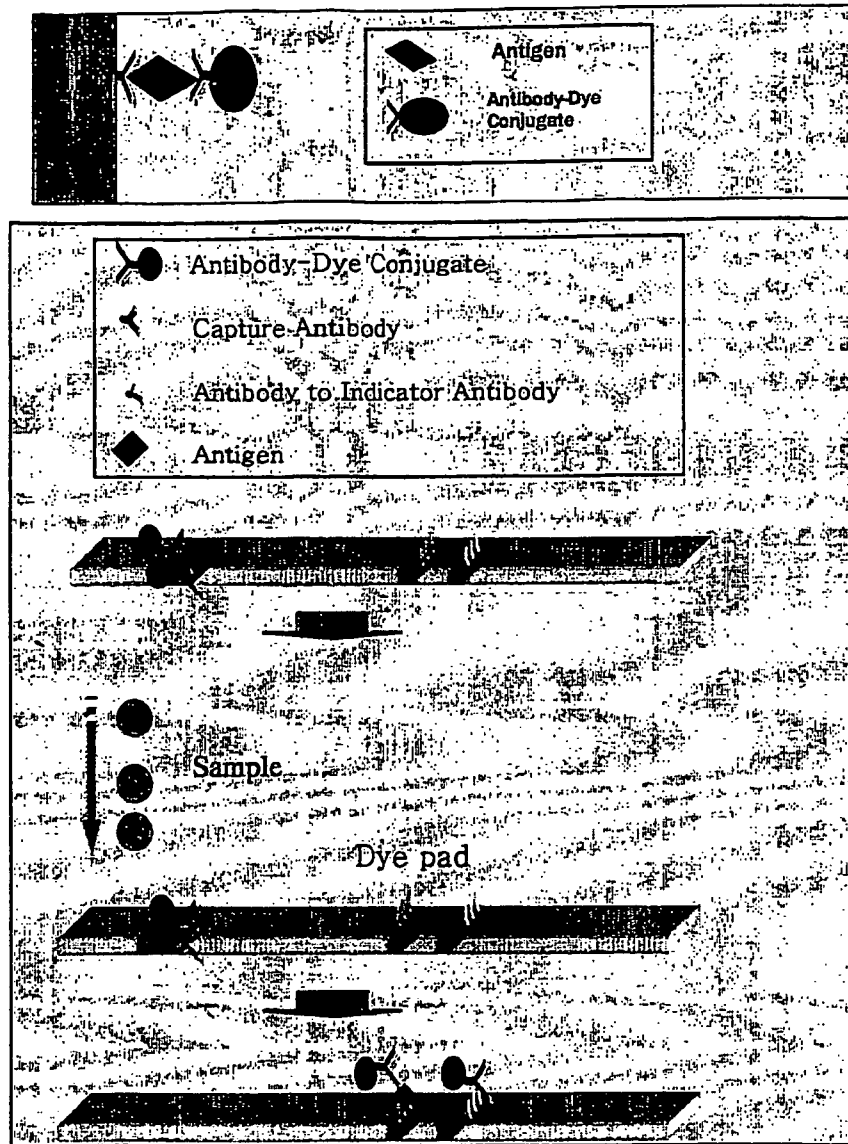 Antigen
Antibody-Dye
Conjugate
Antibody-Dye Conjugate
Capture Antibody
Antibody to Indicator Antibody
Antigen
Sample
Dye pad